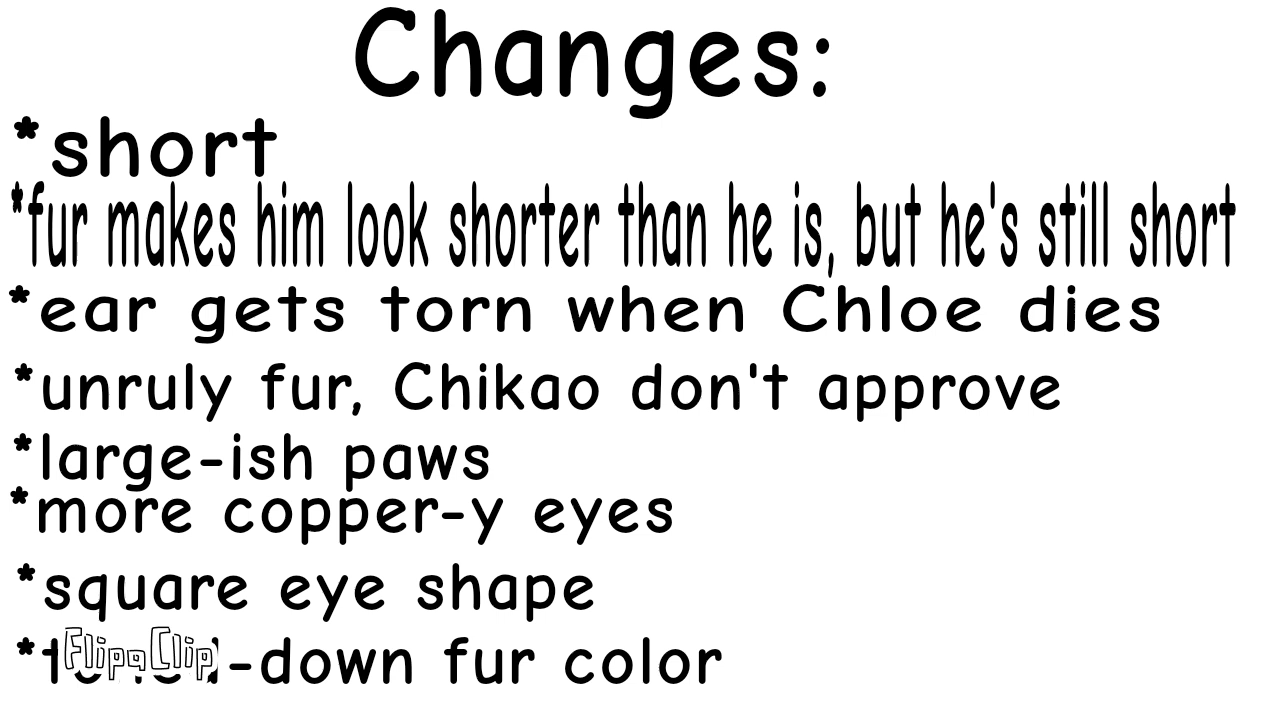 Changes:
*short
*fur makes him look shorter than he is, but he's still short
*ear gets torn when Chloe dies
*unruly fur, Chikao don't approve
*large-ish paws
*more copper-y eyes
*square eye shape
*toned-down fur color
FlipaClip